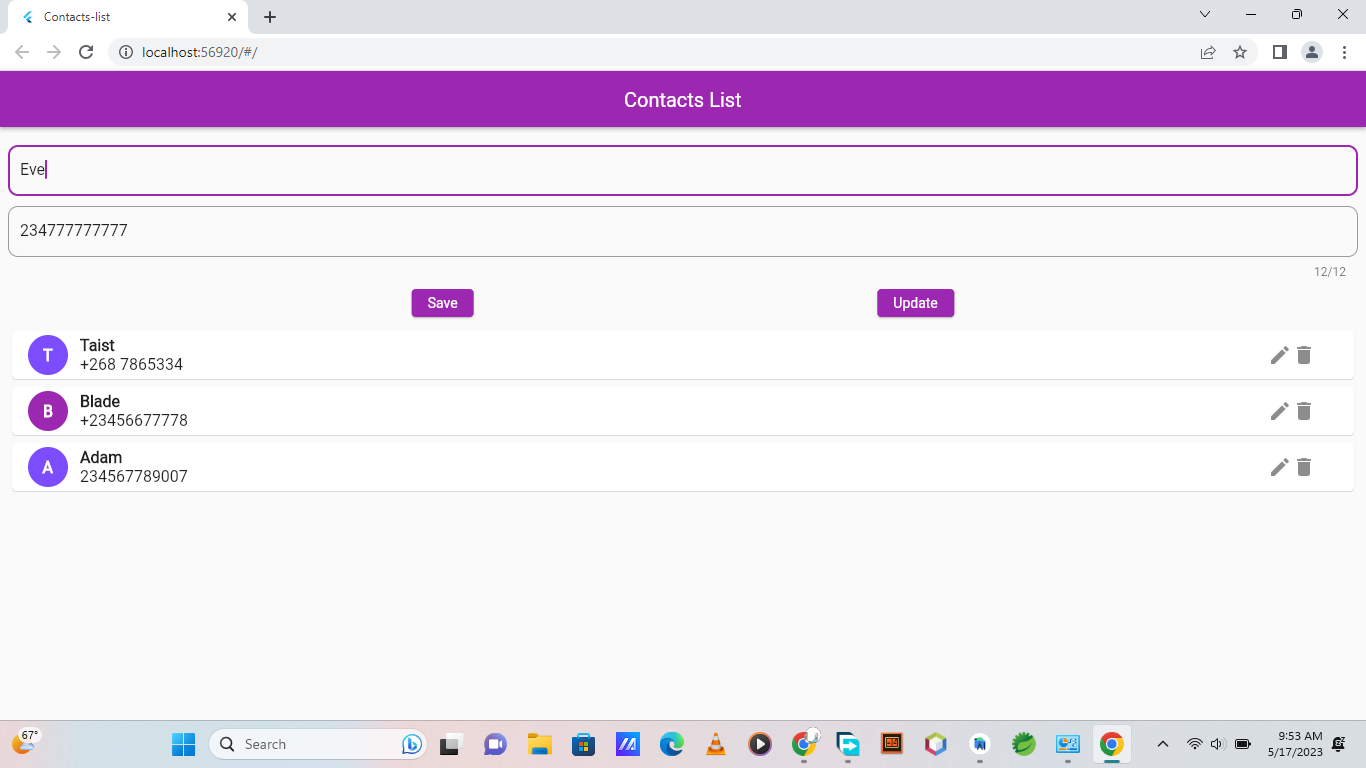 Contacts-list
localhost:56920/#/
Contacts List
Eve
234777777777
12/12
Save Update
T Taist
+268 7865334
B Blade
+23456677778
A Adam
234567789007
67°
Search
9:53 AM
5/17/2023